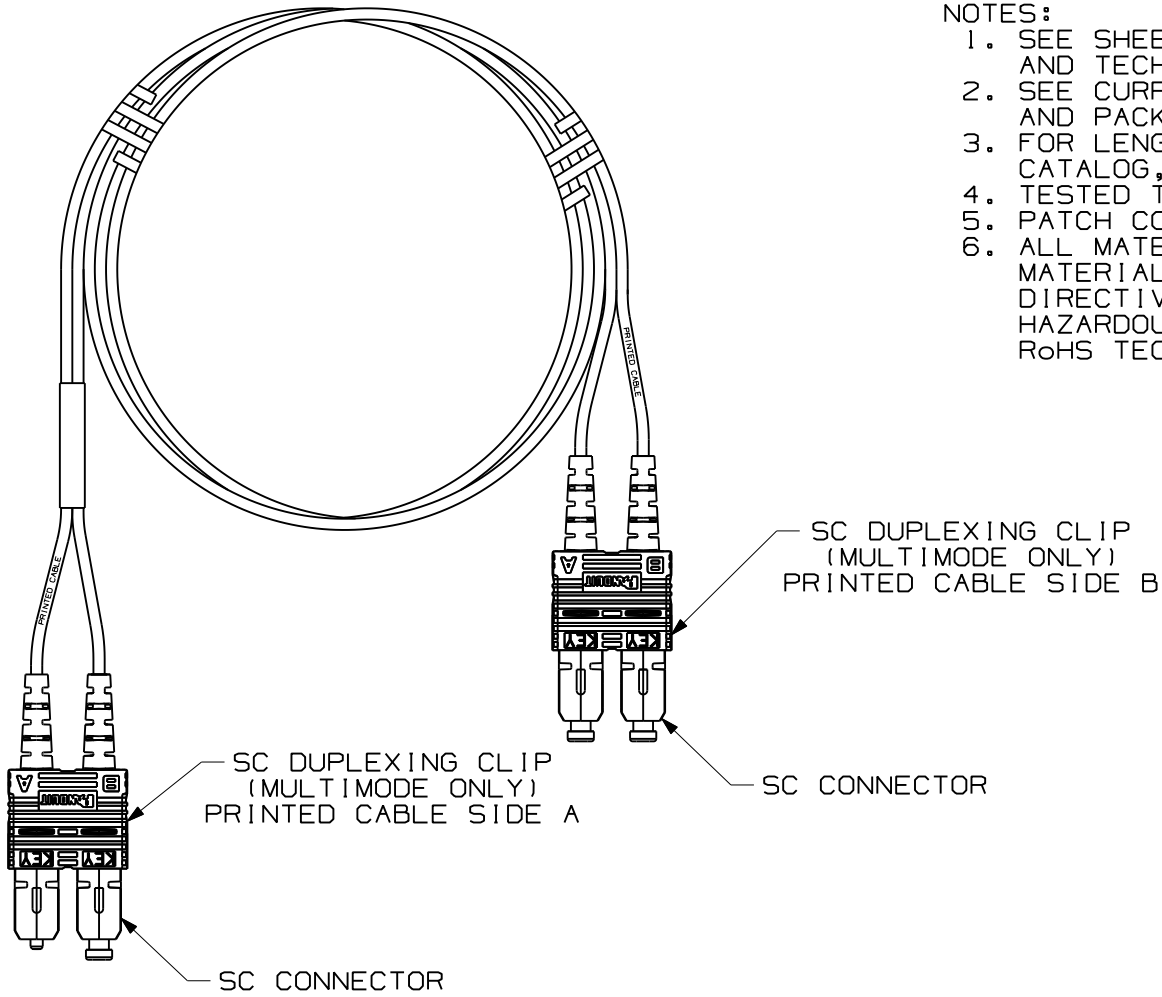 NOTES:
1. SEE SHEE
AND TECH
2. SEE CURR
AND PACK
3. FOR LENG
CATALOG,
4. TESTED T
5. PATCH CO
6. ALL MATE
MATERIAL
DIRECTIV
HAZARDOU
RoHS TEC
PRINTED CABLE
SC DUPLEXING CLIP
(MULTIMODE ONLY)
PRINTED CABLE SIDE B
A B
PANDUIT
KEY KEY
SC CONNECTOR
PRINTED CABLE
SC DUPLEXING CLIP
(MULTIMODE ONLY)
PRINTED CABLE SIDE A
A B
PANDUIT
KEY KEY
SC CONNECTOR